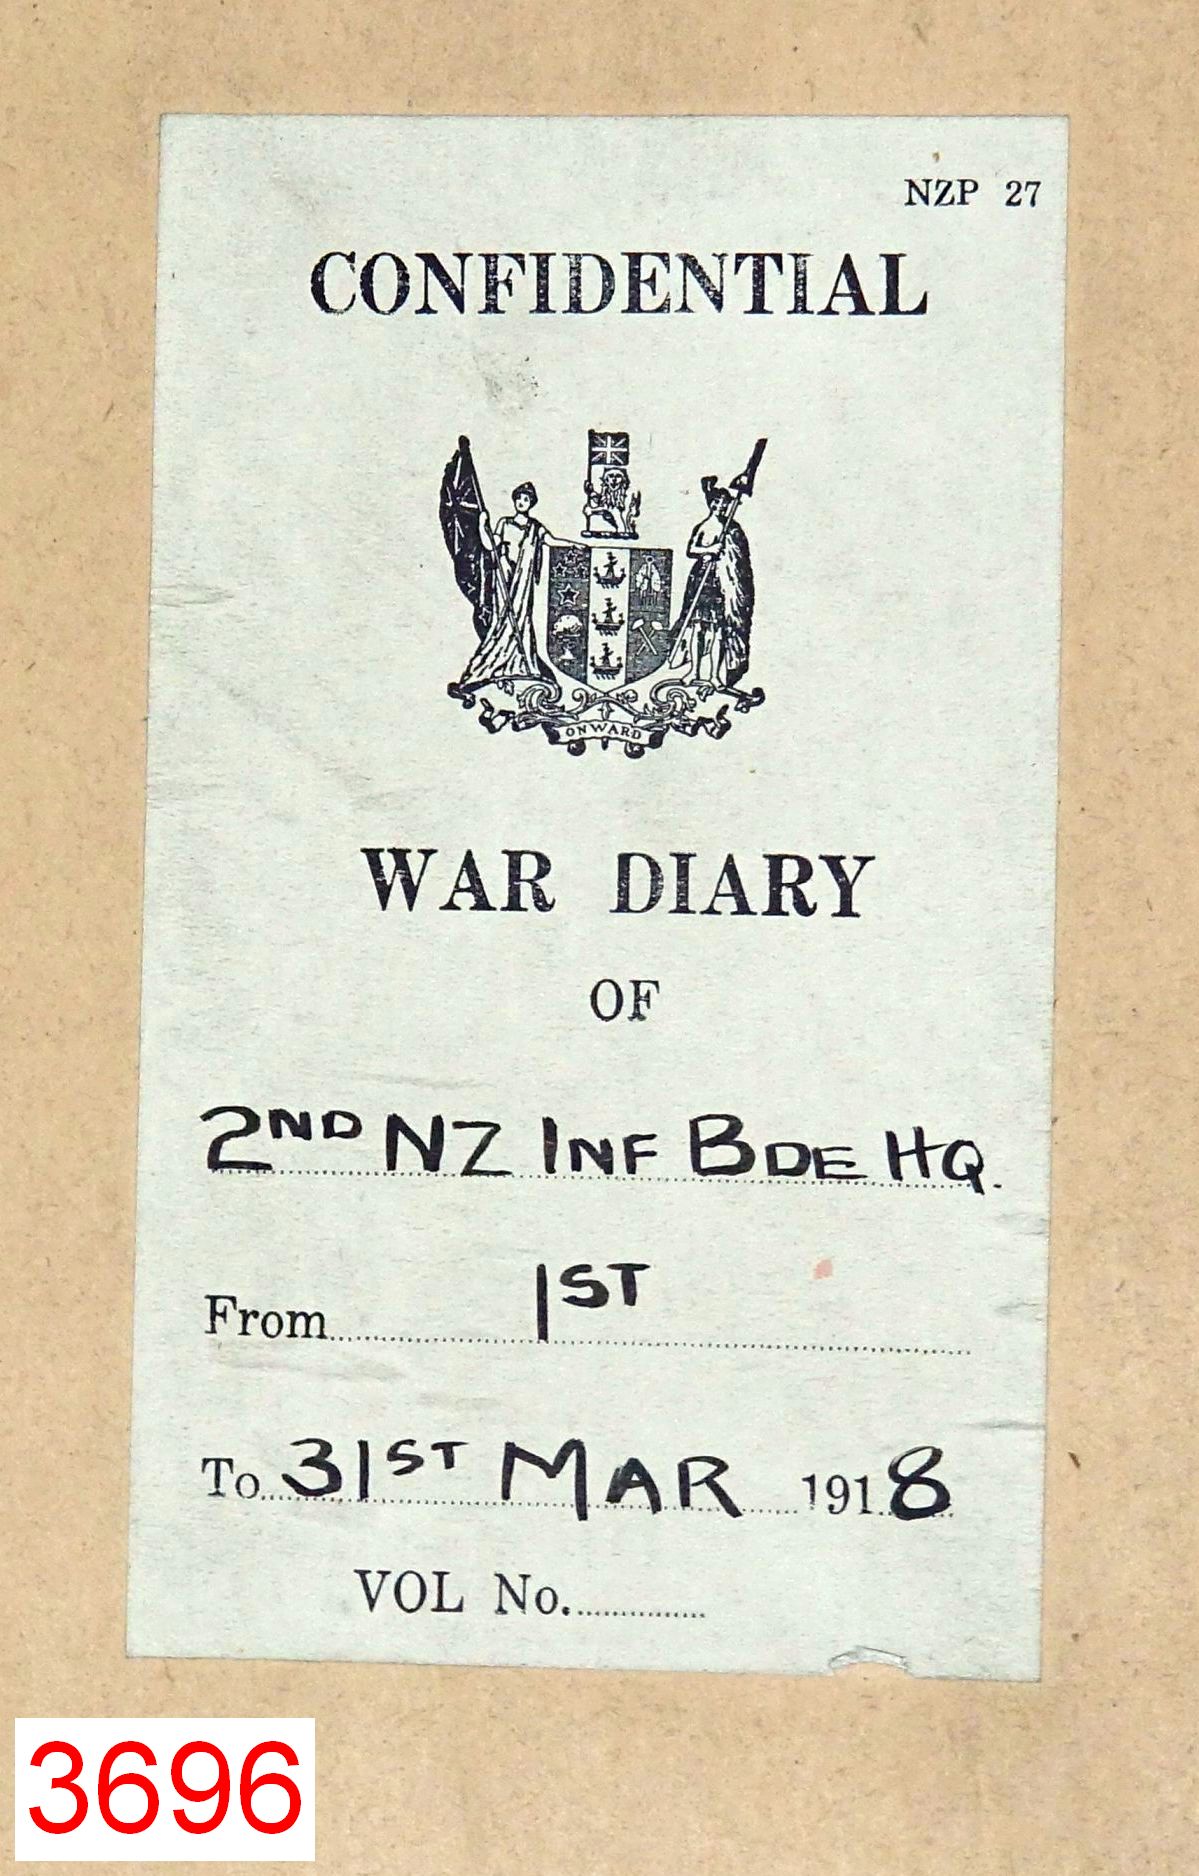 NZP 27
CONFIDENTIAL
ONWARD
WAR DIARY
OF
2ND NZ INF BDE HQ.
From 1ST
To 31ST MAR 1918
VOL No.
3696